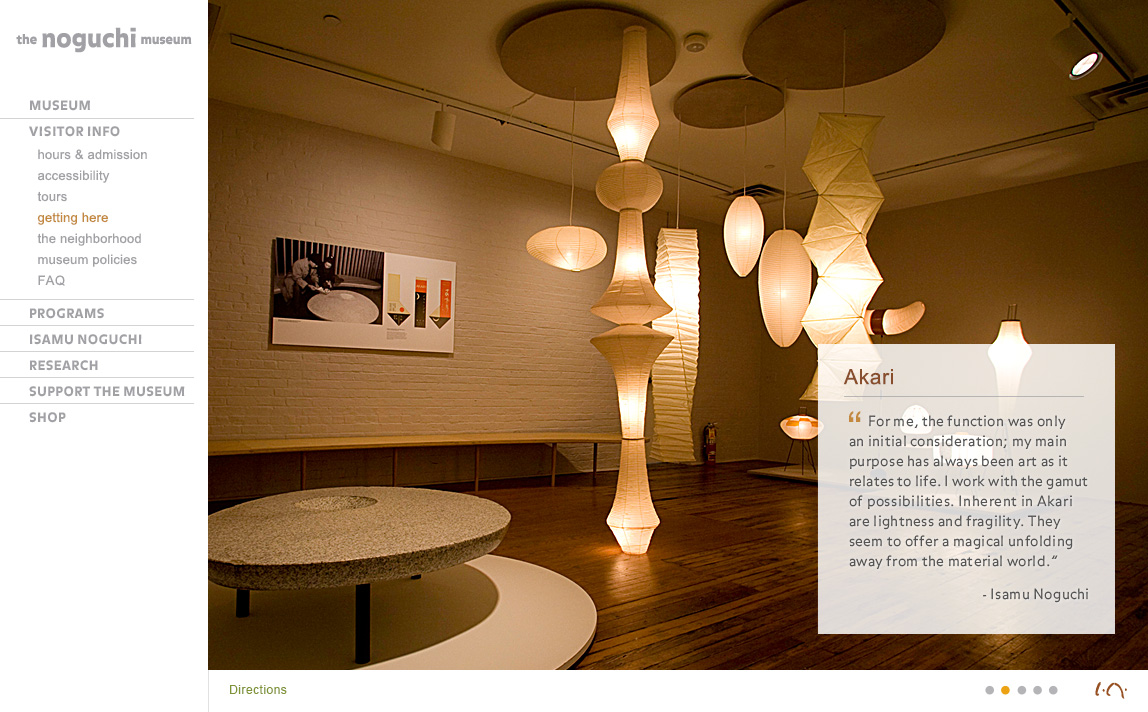 the noguchi museum
MUSEUM
VISITOR INFO
hours & admission
accessibility
tours
getting here
the neighborhood
museum policies
FAQ
PROGRAMS
ISAMU NOGUCHI
RESEARCH
SUPPORT THE MUSEUM
SHOP
Akari
“ For me, the function was only
an initial consideration; my main
purpose has always been art as it
relates to life. I work with the gamut
of possibilities. Inherent in Akari
are lightness and fragility. They
seem to offer a magical unfolding
away from the material world.”
- Isamu Noguchi
Directions